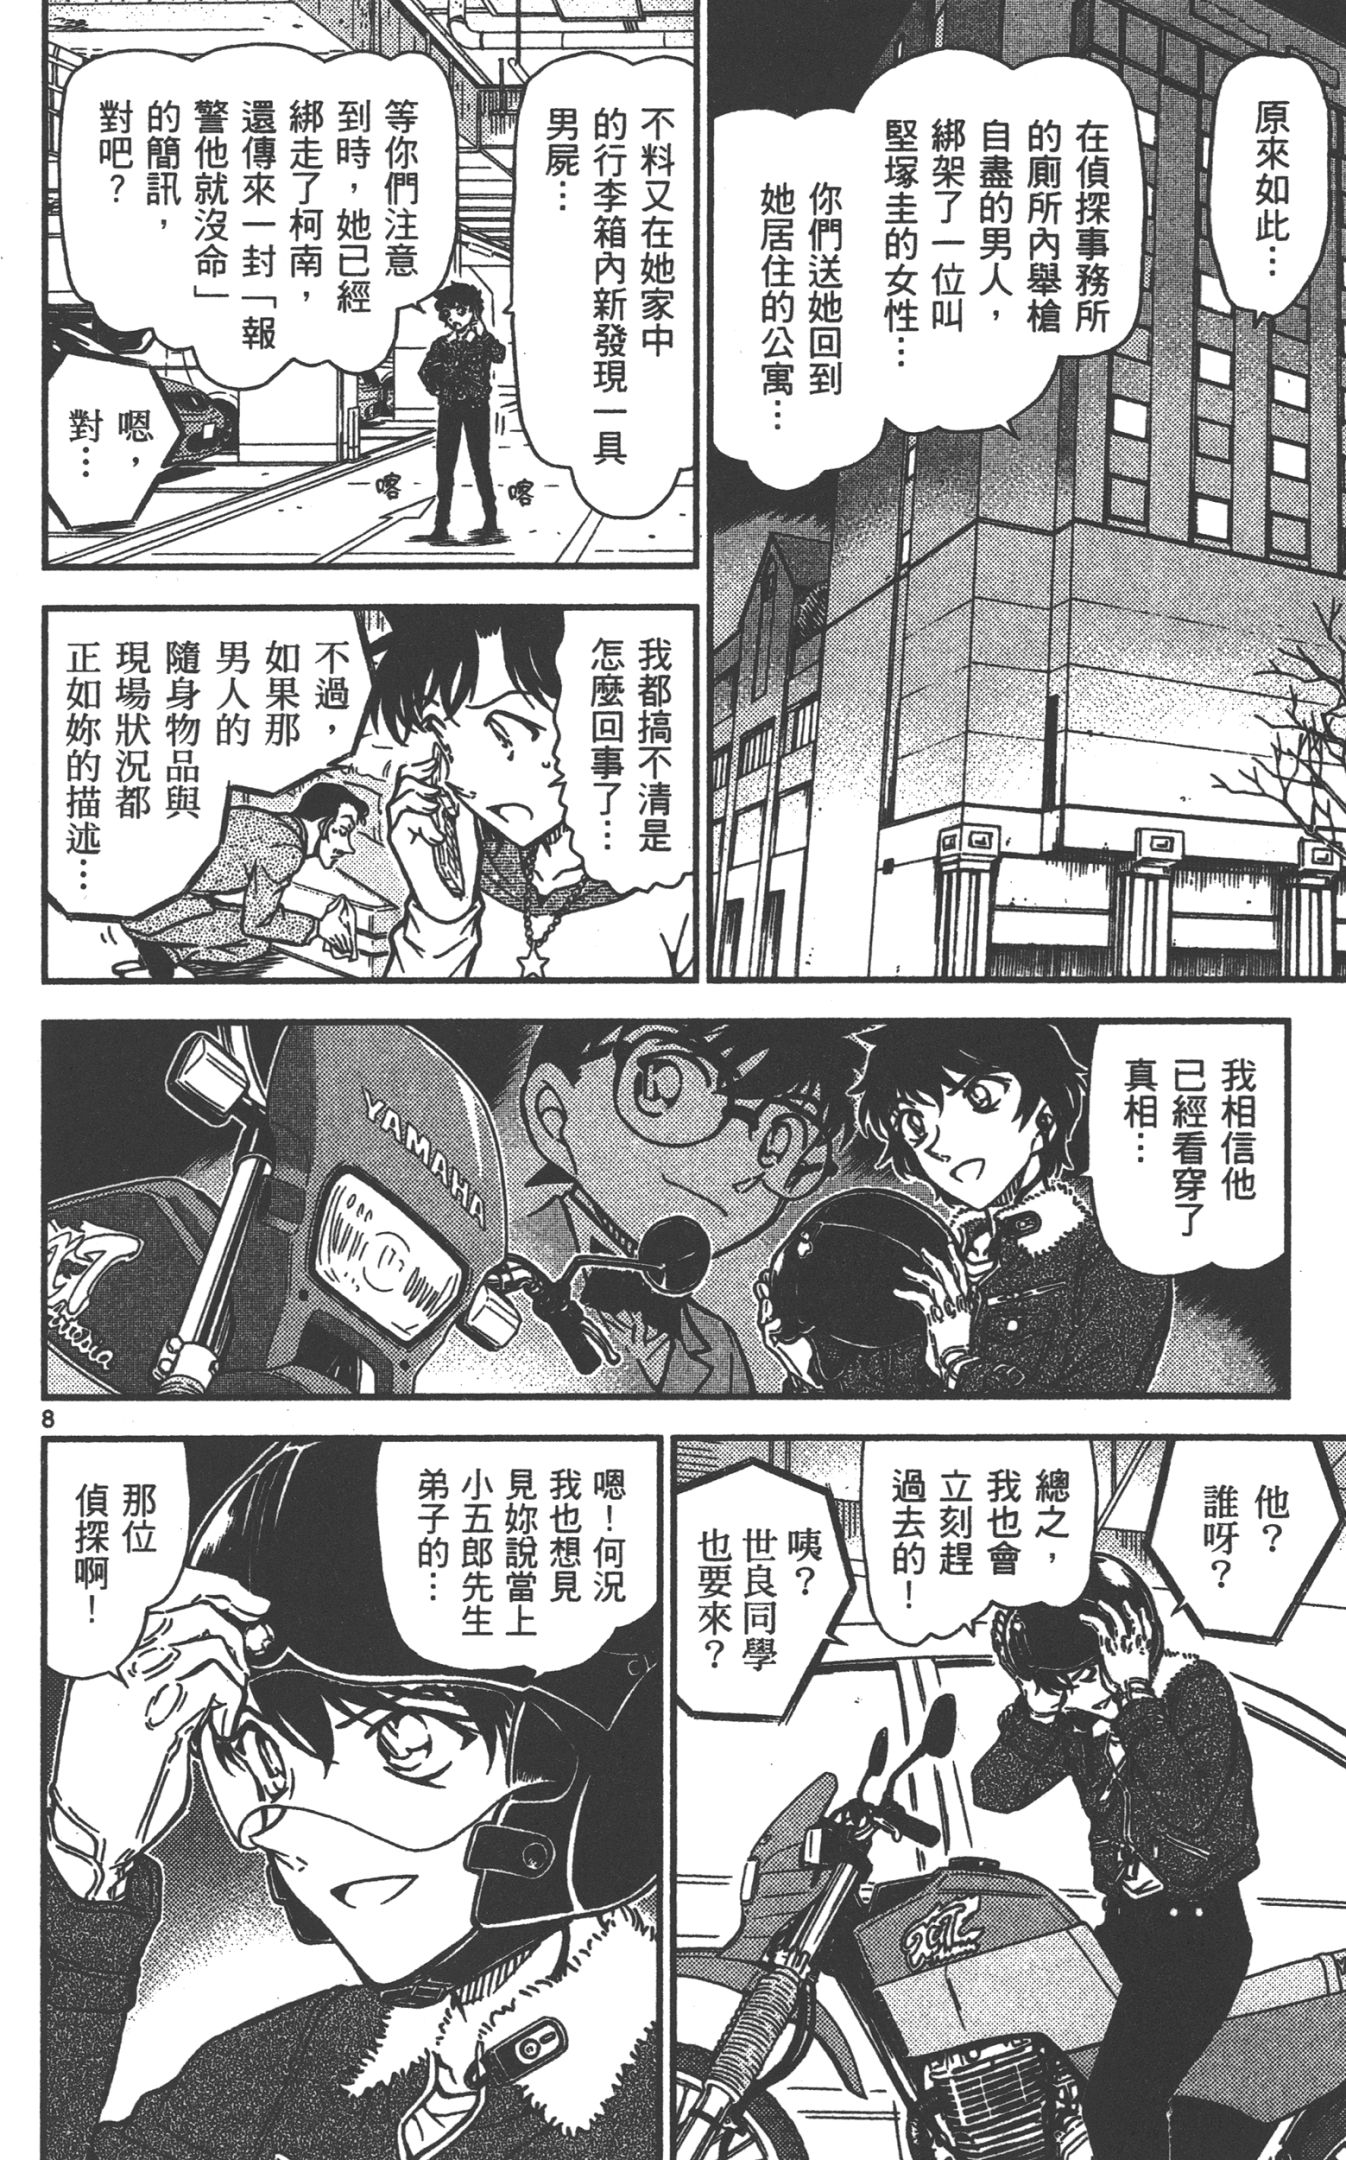 原來如此…
在偵探事務所
的廁所內舉槍
自盡的男人，
綁架了一位叫
堅塚圭的女性…
你們送她回到
她居住的公寓…
不料又在她家中
的行李箱內新發現一具
男屍…
等你們注意
到時，她已經
綁走了柯南，
還傳來一封「報
警他就沒命」
的簡訊，
對吧？
嗯，
對…
喀
喀
我都搞不清是
怎麼回事了…
不過，
如果那
男人的
隨身物品與
現場狀況都
正如妳的描述…
我相信他
已經看穿了
真相…
YAMAHA
8
他？
誰呀？
總之，
我也會
立刻趕
過去的！
咦？
世良同學
也要來？
嗯！何況
我也想見
見妳說當上
小五郎先生
弟子的…
那位
偵探啊！